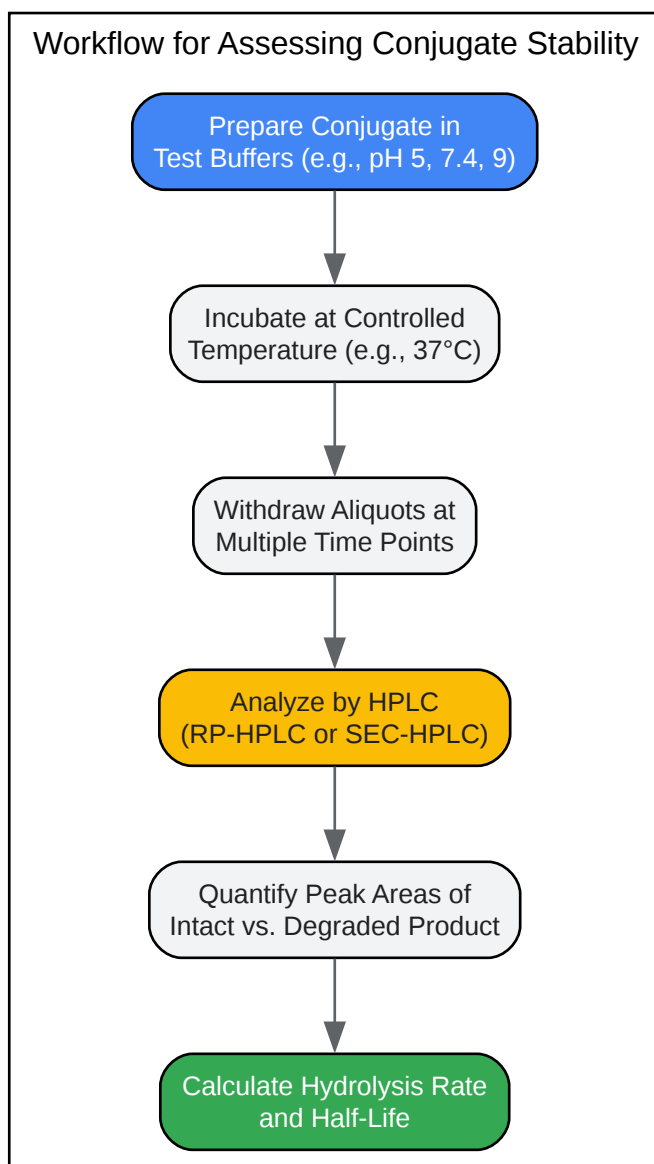 Workflow for Assessing Conjugate Stability
Prepare Conjugate in
Test Buffers (e.g., pH 5, 7.4, 9)
Incubate at Controlled
Temperature (e.g., 37°C)
Withdraw Aliquots at
Multiple Time Points
Analyze by HPLC
(RP-HPLC or SEC-HPLC)
Quantify Peak Areas of
Intact vs. Degraded Product
Calculate Hydrolysis Rate
and Half-Life